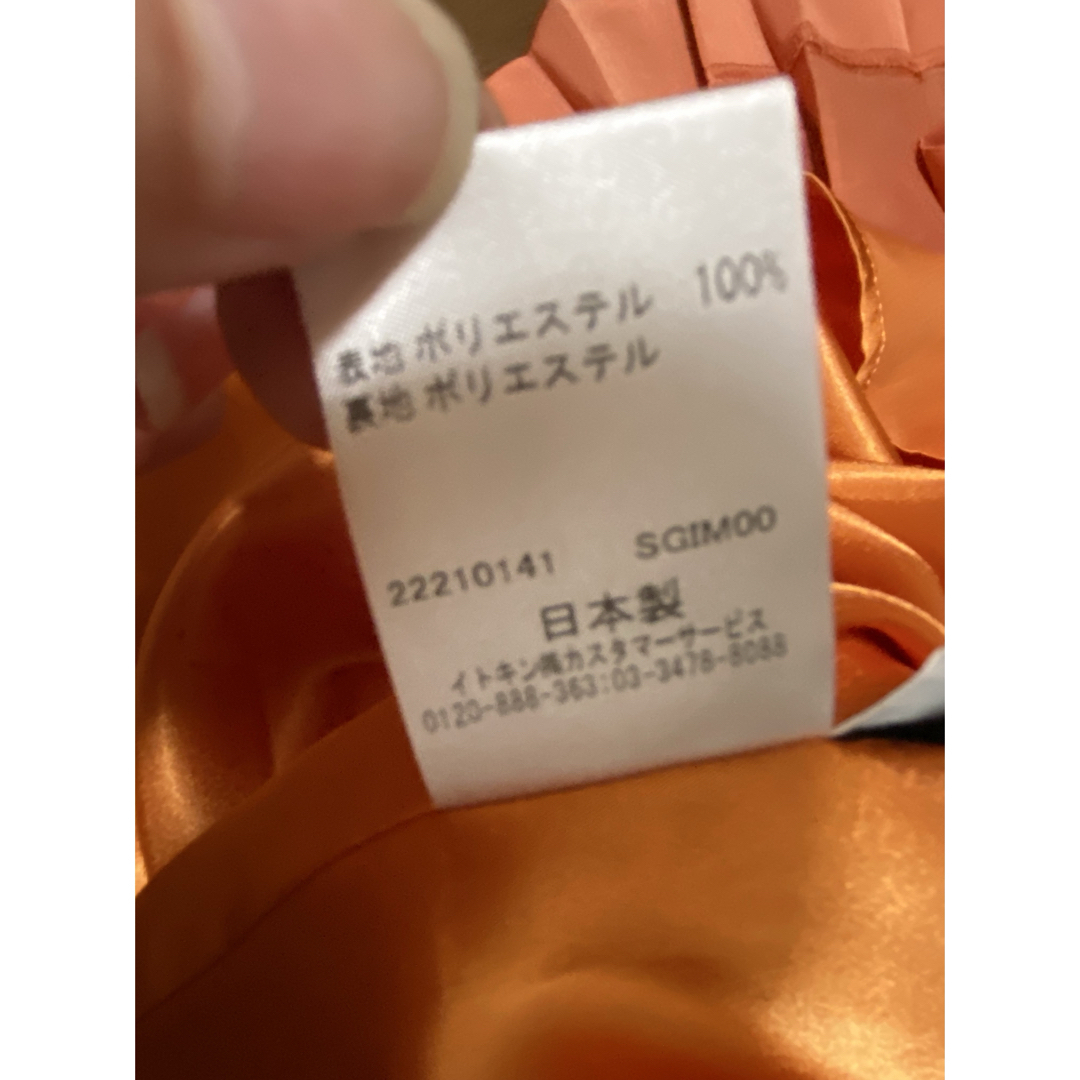 表地 ポリエステル 100%
裏地 ポリエステル
22210141 SGIM00
日本製
イトキン㈱カスタマーサービス
0120-888-363:03-3478-8088